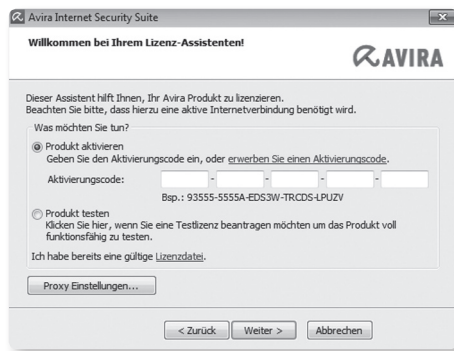 Avira Internet Security Suite
Willkommen bei Ihrem Lizenz-Assistenten!
AVIRA
Dieser Assistent hilft Ihnen, Ihr Avira Produkt zu lizenzieren.
Beachten Sie bitte, dass hierzu eine aktive Internetverbindung benötigt wird.
Was möchten Sie tun?
Produkt aktivieren
Geben Sie den Aktivierungscode ein, oder erwerben Sie einen Aktivierungscode.
Aktivierungscode: - - - -
Bsp.: 93555-5555A-EDS3W-TRCDS-LPUZV
Produkt testen
Klicken Sie hier, wenn Sie eine Testlizenz beantragen möchten um das Produkt voll
funktionsfähig zu testen.
Ich habe bereits eine gültige Lizenzdatei.
Proxy Einstellungen...
< Zurück Weiter > Abbrechen